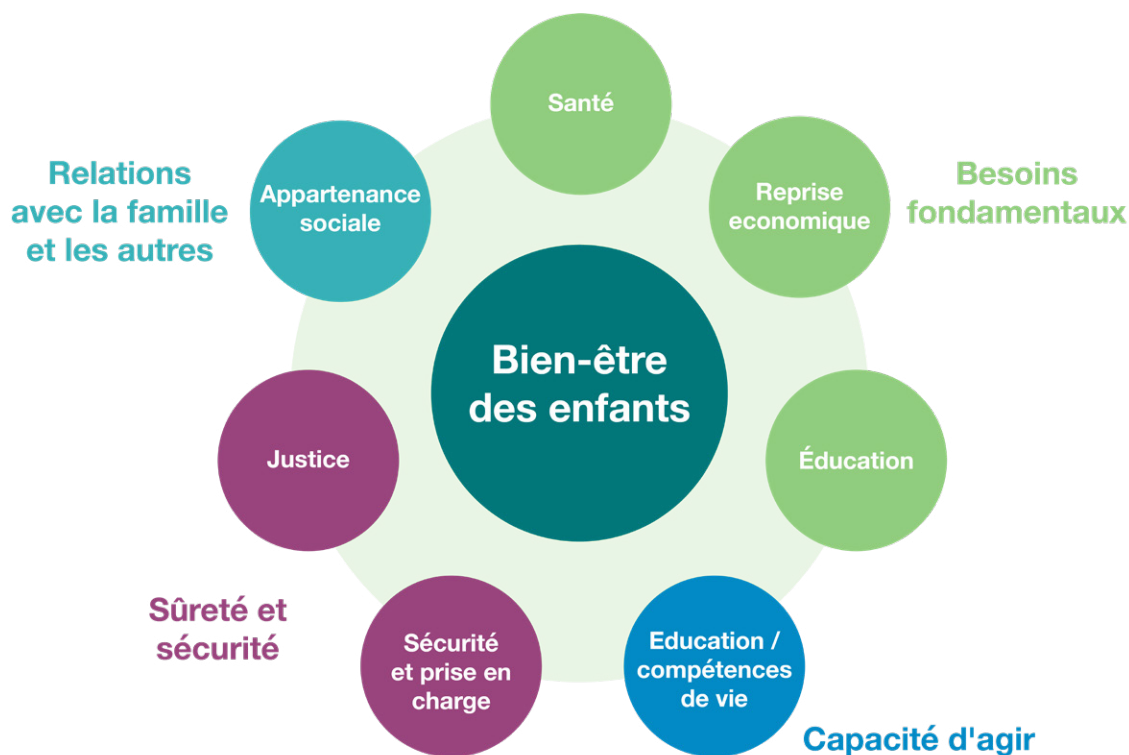 Santé
Relations
avec la famille
et les autres
Appartenance
sociale
Reprise
economique
Besoins
fondamentaux
Bien-être
des enfants
Justice
Éducation
Sûreté et
sécurité
Sécurité
et prise en
charge
Education /
compétences
de vie
Capacité d'agir